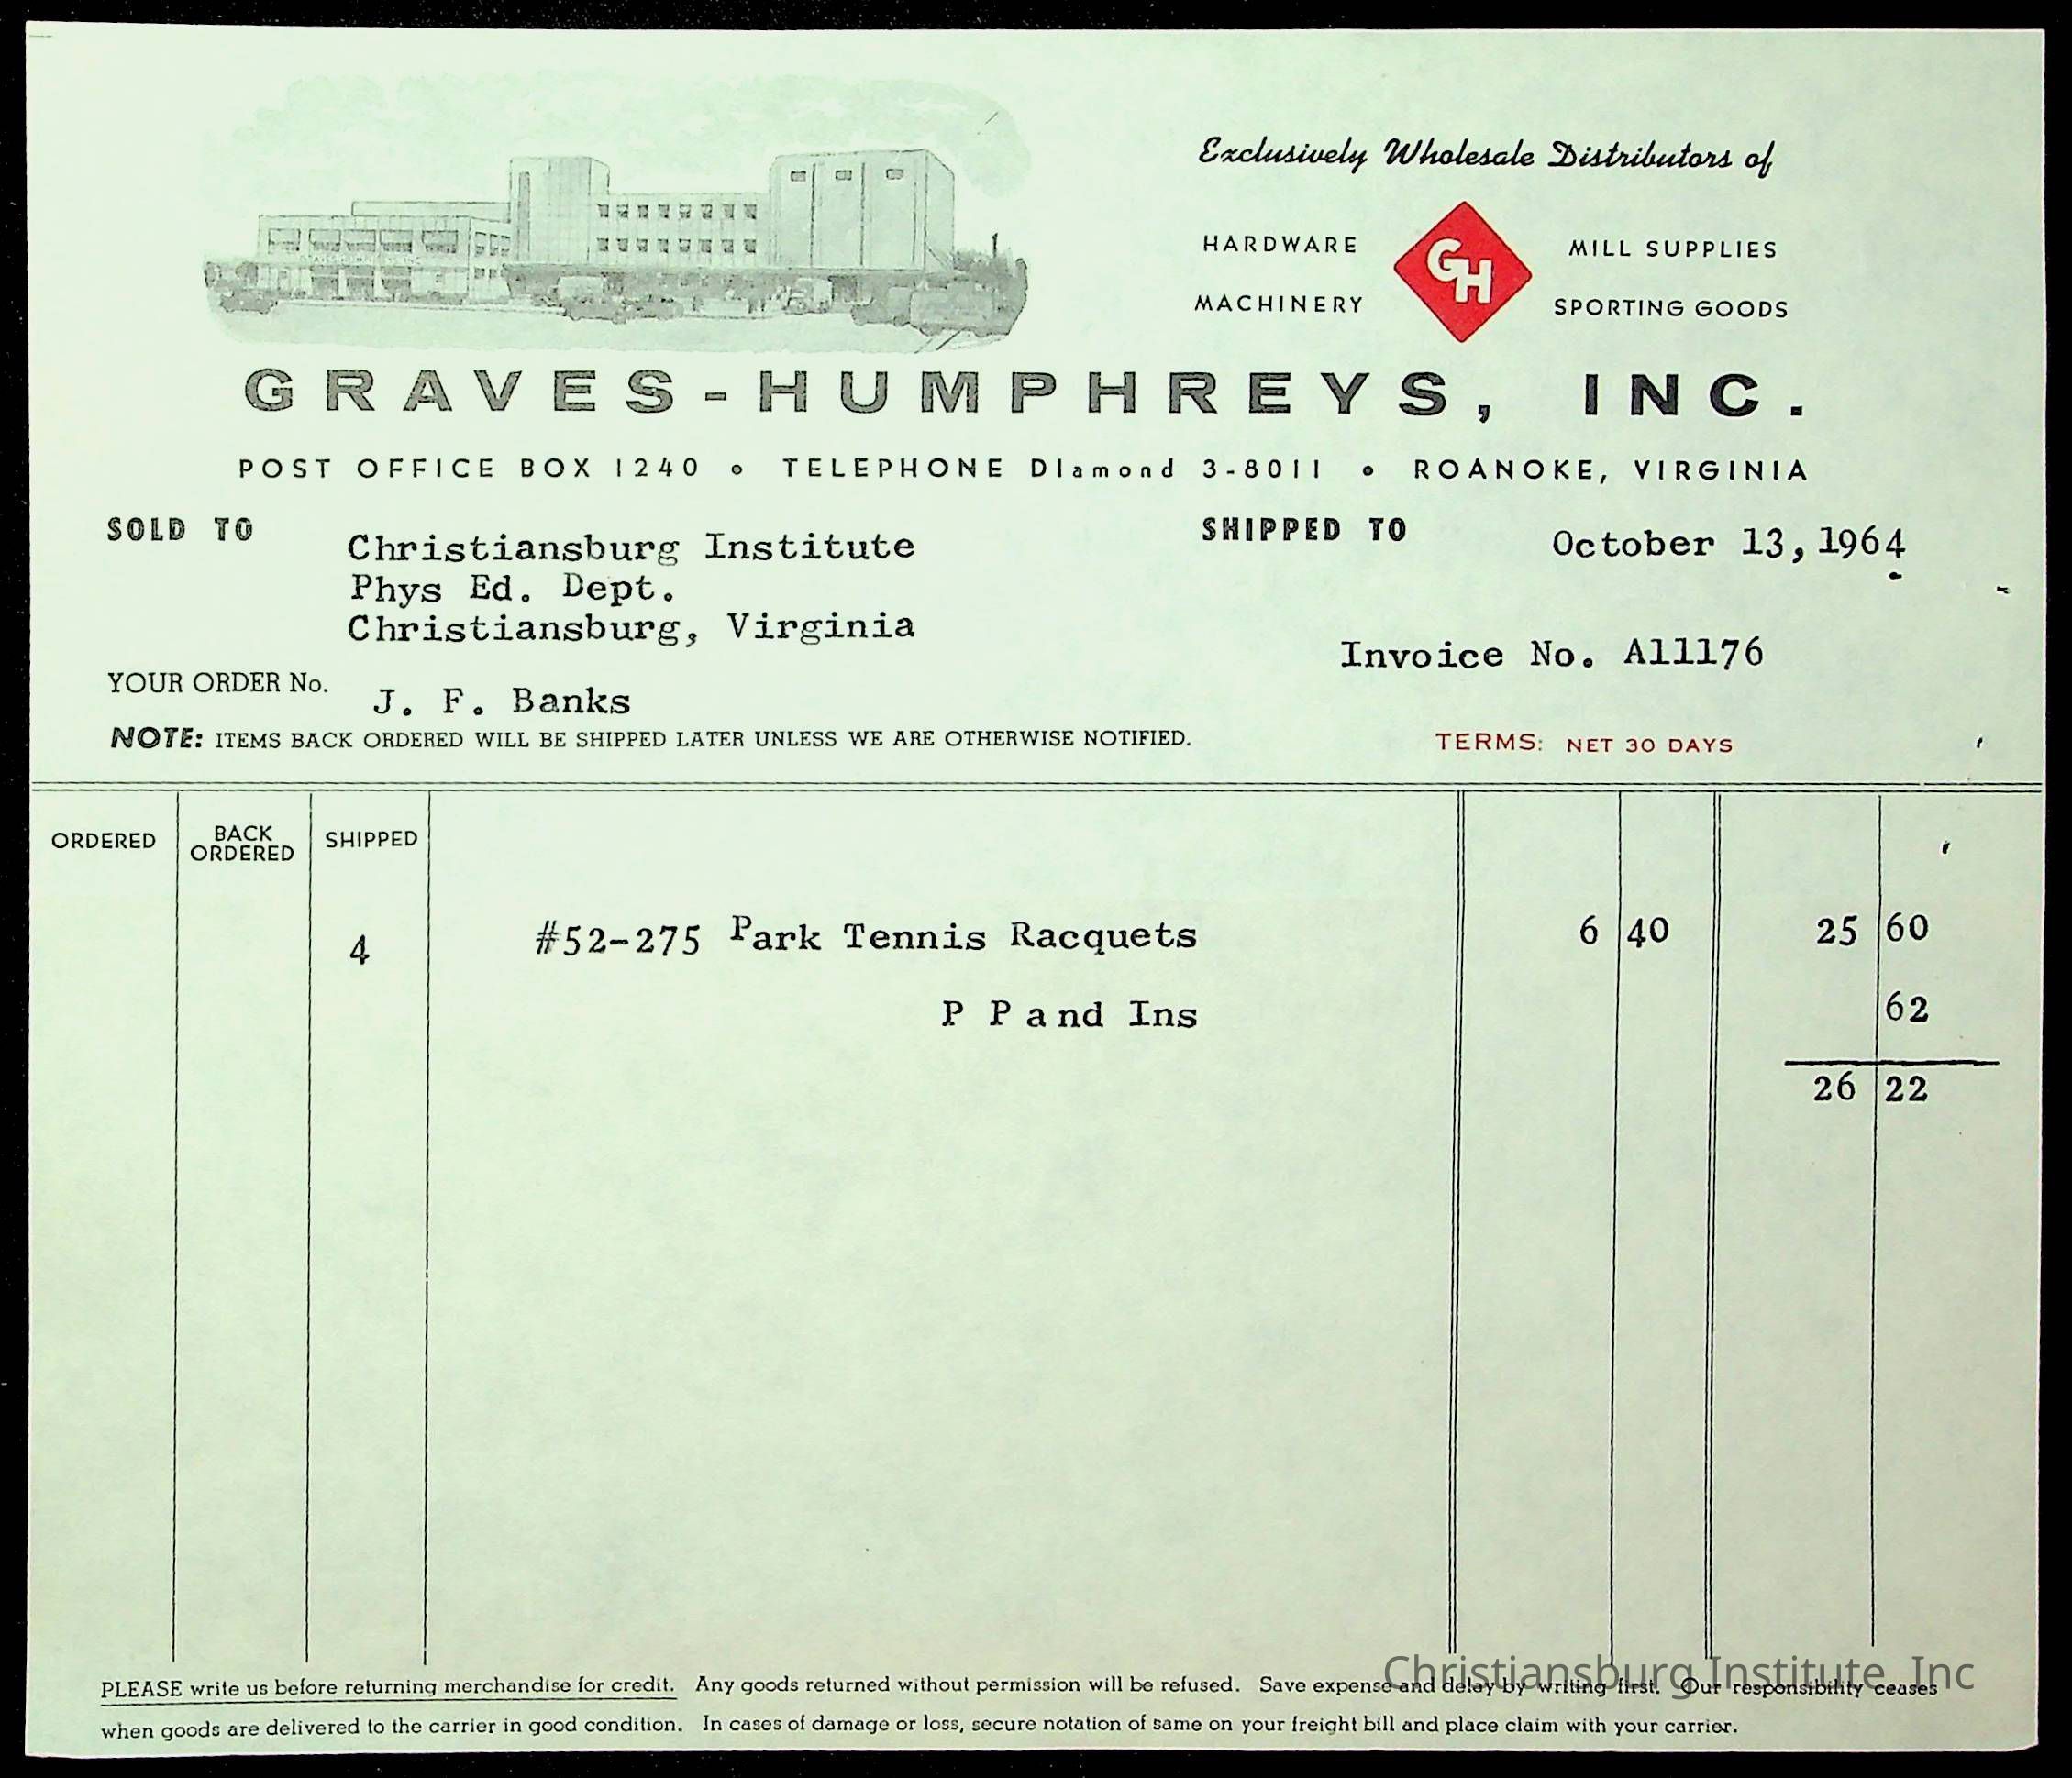 Exclusively Wholesale Distributors of
HARDWARE GH MILL SUPPLIES
MACHINERY SPORTING GOODS
GRAVES-HUMPHREYS, INC.
POST OFFICE BOX 1240 • TELEPHONE DIamond 3-8011 • ROANOKE, VIRGINIA
SOLD TO
Christiansburg Institute
Phys Ed. Dept.
Christiansburg, Virginia
SHIPPED TO
October 13, 1964
Invoice No. A11176
YOUR ORDER No. J. F. Banks
NOTE: ITEMS BACK ORDERED WILL BE SHIPPED LATER UNLESS WE ARE OTHERWISE NOTIFIED.
TERMS: NET 30 DAYS
ORDERED BACK ORDERED SHIPPED
4 #52-275 Park Tennis Racquets 6 40 25 60
P P and Ins 62
26 22
Christiansburg Institute, Inc
PLEASE write us before returning merchandise for credit. Any goods returned without permission will be refused. Save expense and delay by writing first. Our responsibility ceases
when goods are delivered to the carrier in good condition. In cases of damage or loss, secure notation of same on your freight bill and place claim with your carrier.